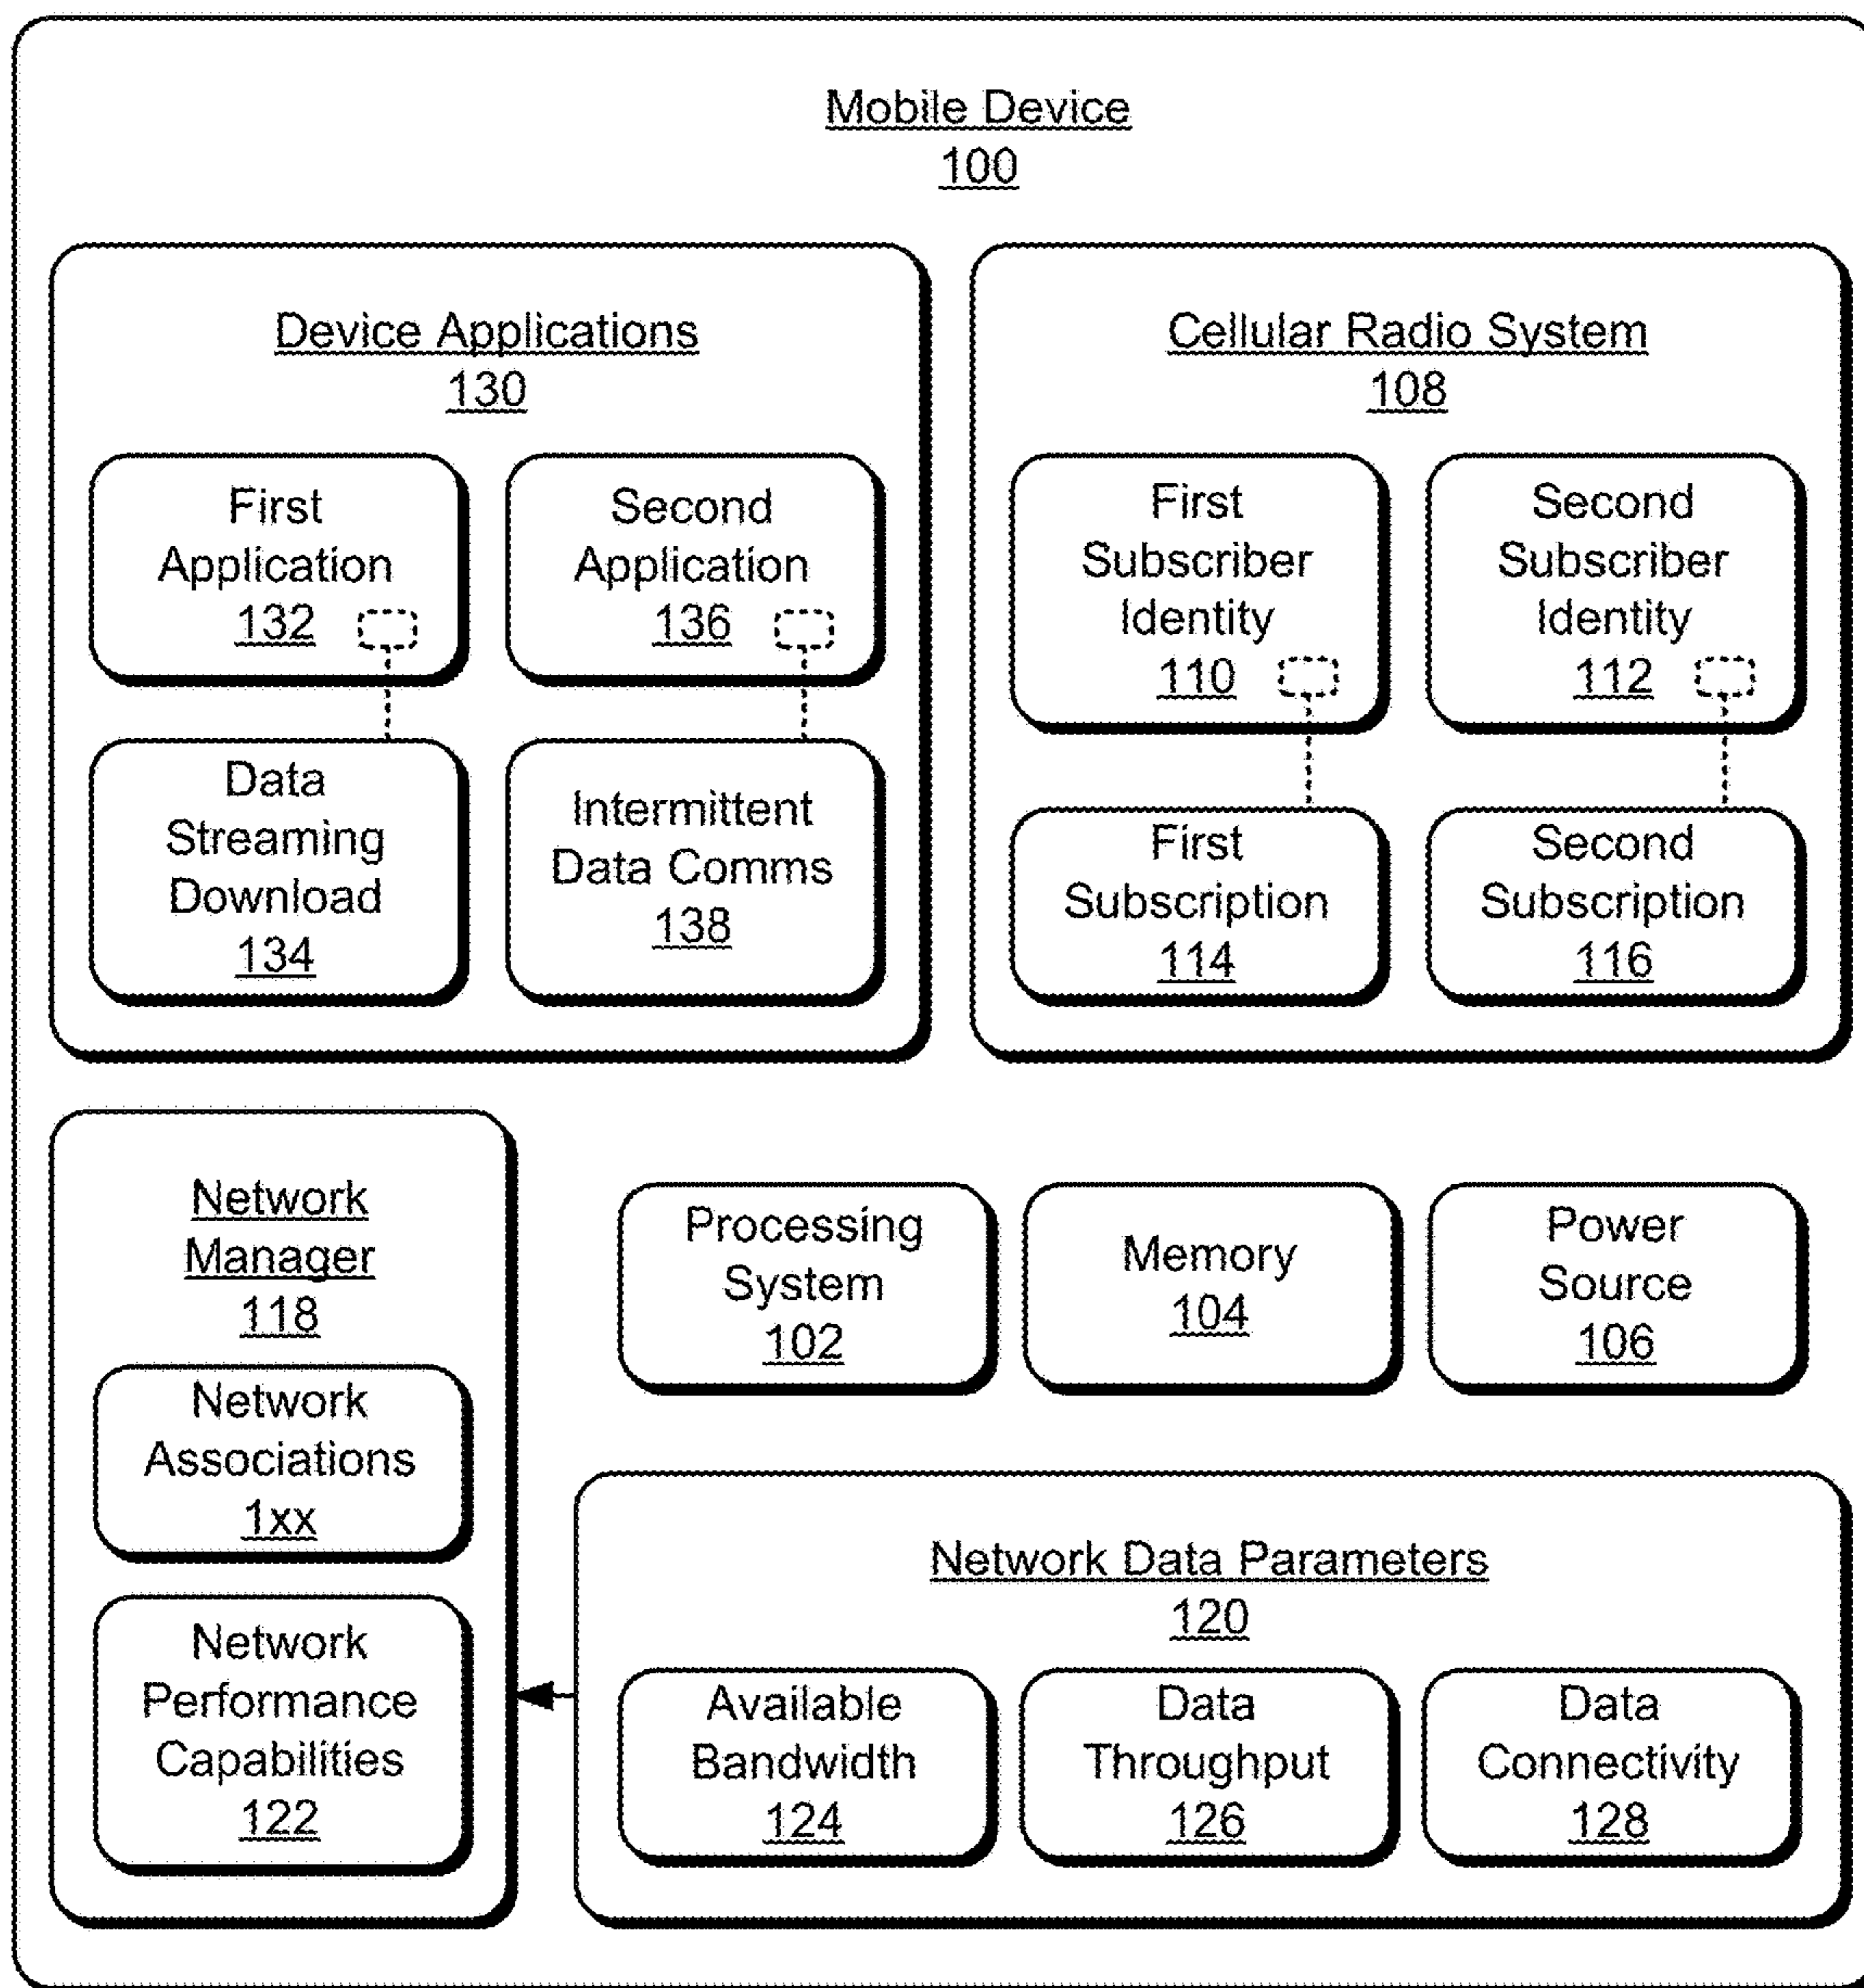 Mobile Device
100
Device Applications
130
First
Application
132
Second
Application
136
Data
Streaming
Download
134
Intermittent
Data Comms
138
Cellular Radio System
108
First
Subscriber
Identity
110
Second
Subscriber
Identity
112
First
Subscription
114
Second
Subscription
116
Network
Manager
118
Network
Associations
1xx
Network
Performance
Capabilities
122
Processing
System
102
Memory
104
Power
Source
106
Network Data Parameters
120
Available
Bandwidth
124
Data
Throughput
126
Data
Connectivity
128